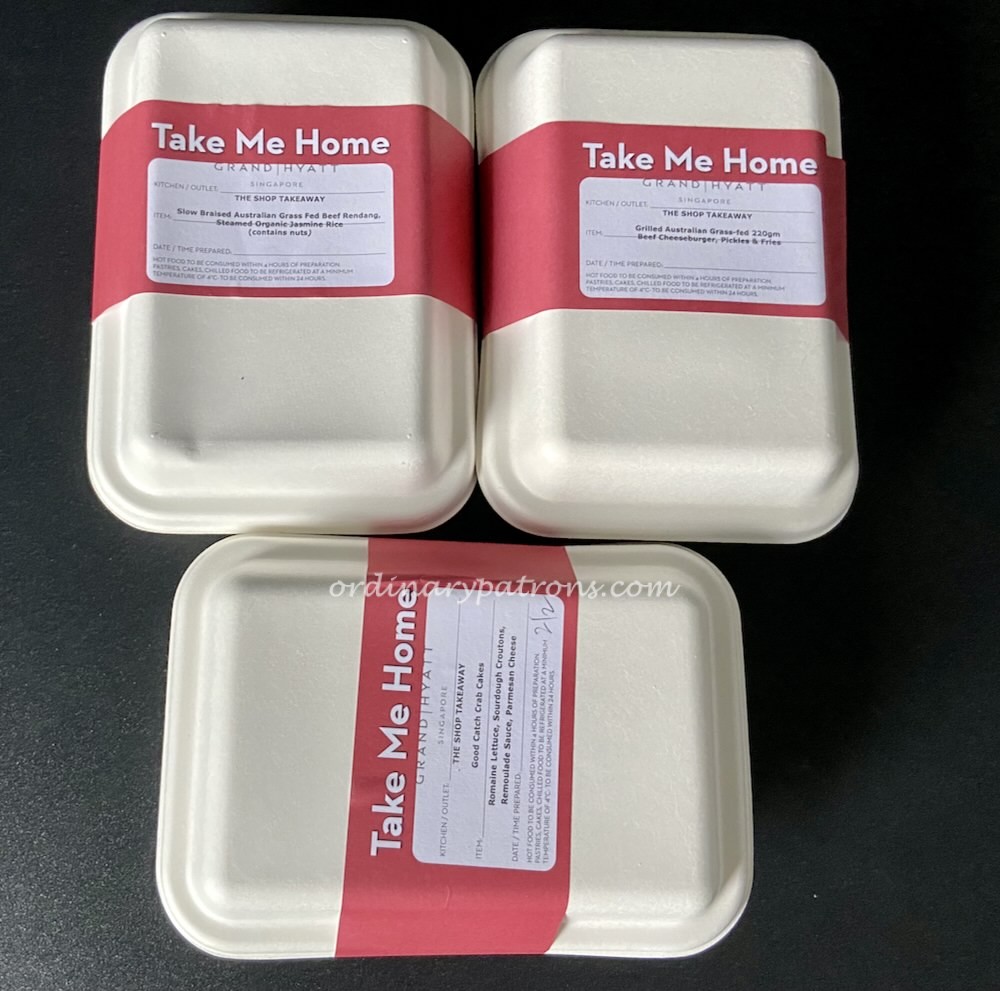 Take Me Home
GRAND | HYATT
SINGAPORE
KITCHEN / OUTLET:
THE SHOP TAKEAWAY
ITEM: Slow Braised Australian Grass Fed Beef Rendang,
Steamed Organic Jasmine Rice
(contains nuts)
DATE / TIME PREPARED:
HOT FOOD TO BE CONSUMED WITHIN 4 HOURS OF PREPARATION.
PASTRIES, CAKES, CHILLED FOOD TO BE REFRIGERATED AT A MINIMUM
TEMPERATURE OF 4°C- TO BE CONSUMED WITHIN 24 HOURS.
Take Me Home
GRAND | HYATT
SINGAPORE
KITCHEN / OUTLET:
THE SHOP TAKEAWAY
ITEM: Grilled Australian Grass-fed 220gm
Beef Cheeseburger, Pickles & Fries
DATE / TIME PREPARED:
HOT FOOD TO BE CONSUMED WITHIN 4 HOURS OF PREPARATION.
PASTRIES, CAKES, CHILLED FOOD TO BE REFRIGERATED AT A MINIMUM
TEMPERATURE OF 4°C- TO BE CONSUMED WITHIN 24 HOURS.
ordinarypatrons.com
Take Me Home
GRAND | HYATT
SINGAPORE
KITCHEN / OUTLET:
THE SHOP TAKEAWAY
Good Catch Crab Cakes
ITEM:
Romaine Lettuce, Sourdough Croutons,
Remoulade Sauce, Parmesan Cheese
DATE / TIME PREPARED:
HOT FOOD TO BE CONSUMED WITHIN 4 HOURS OF PREPARATION.
PASTRIES, CAKES, CHILLED FOOD TO BE REFRIGERATED AT A MINIMUM
TEMPERATURE OF 4°C- TO BE CONSUMED WITHIN 24 HOURS.
2/2